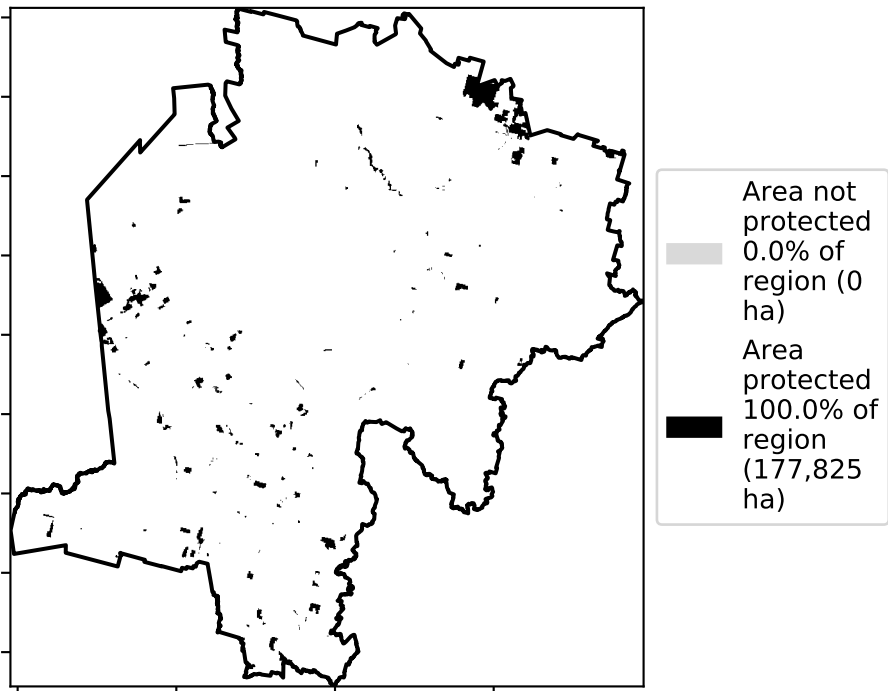 Area not
protected
0.0% of
region (0
ha)
Area
protected
100.0% of
region
(177,825
ha)